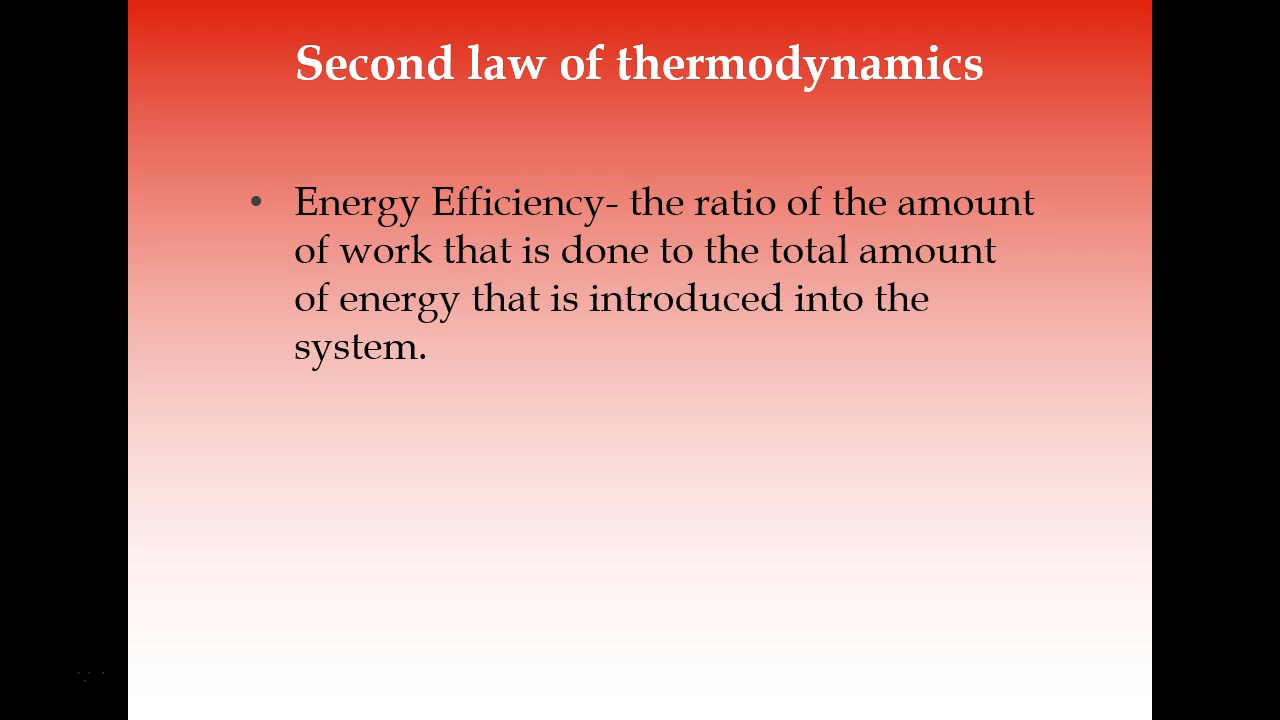 Second law of thermodynamics
• Energy Efficiency- the ratio of the amount
of work that is done to the total amount
of energy that is introduced into the
system.